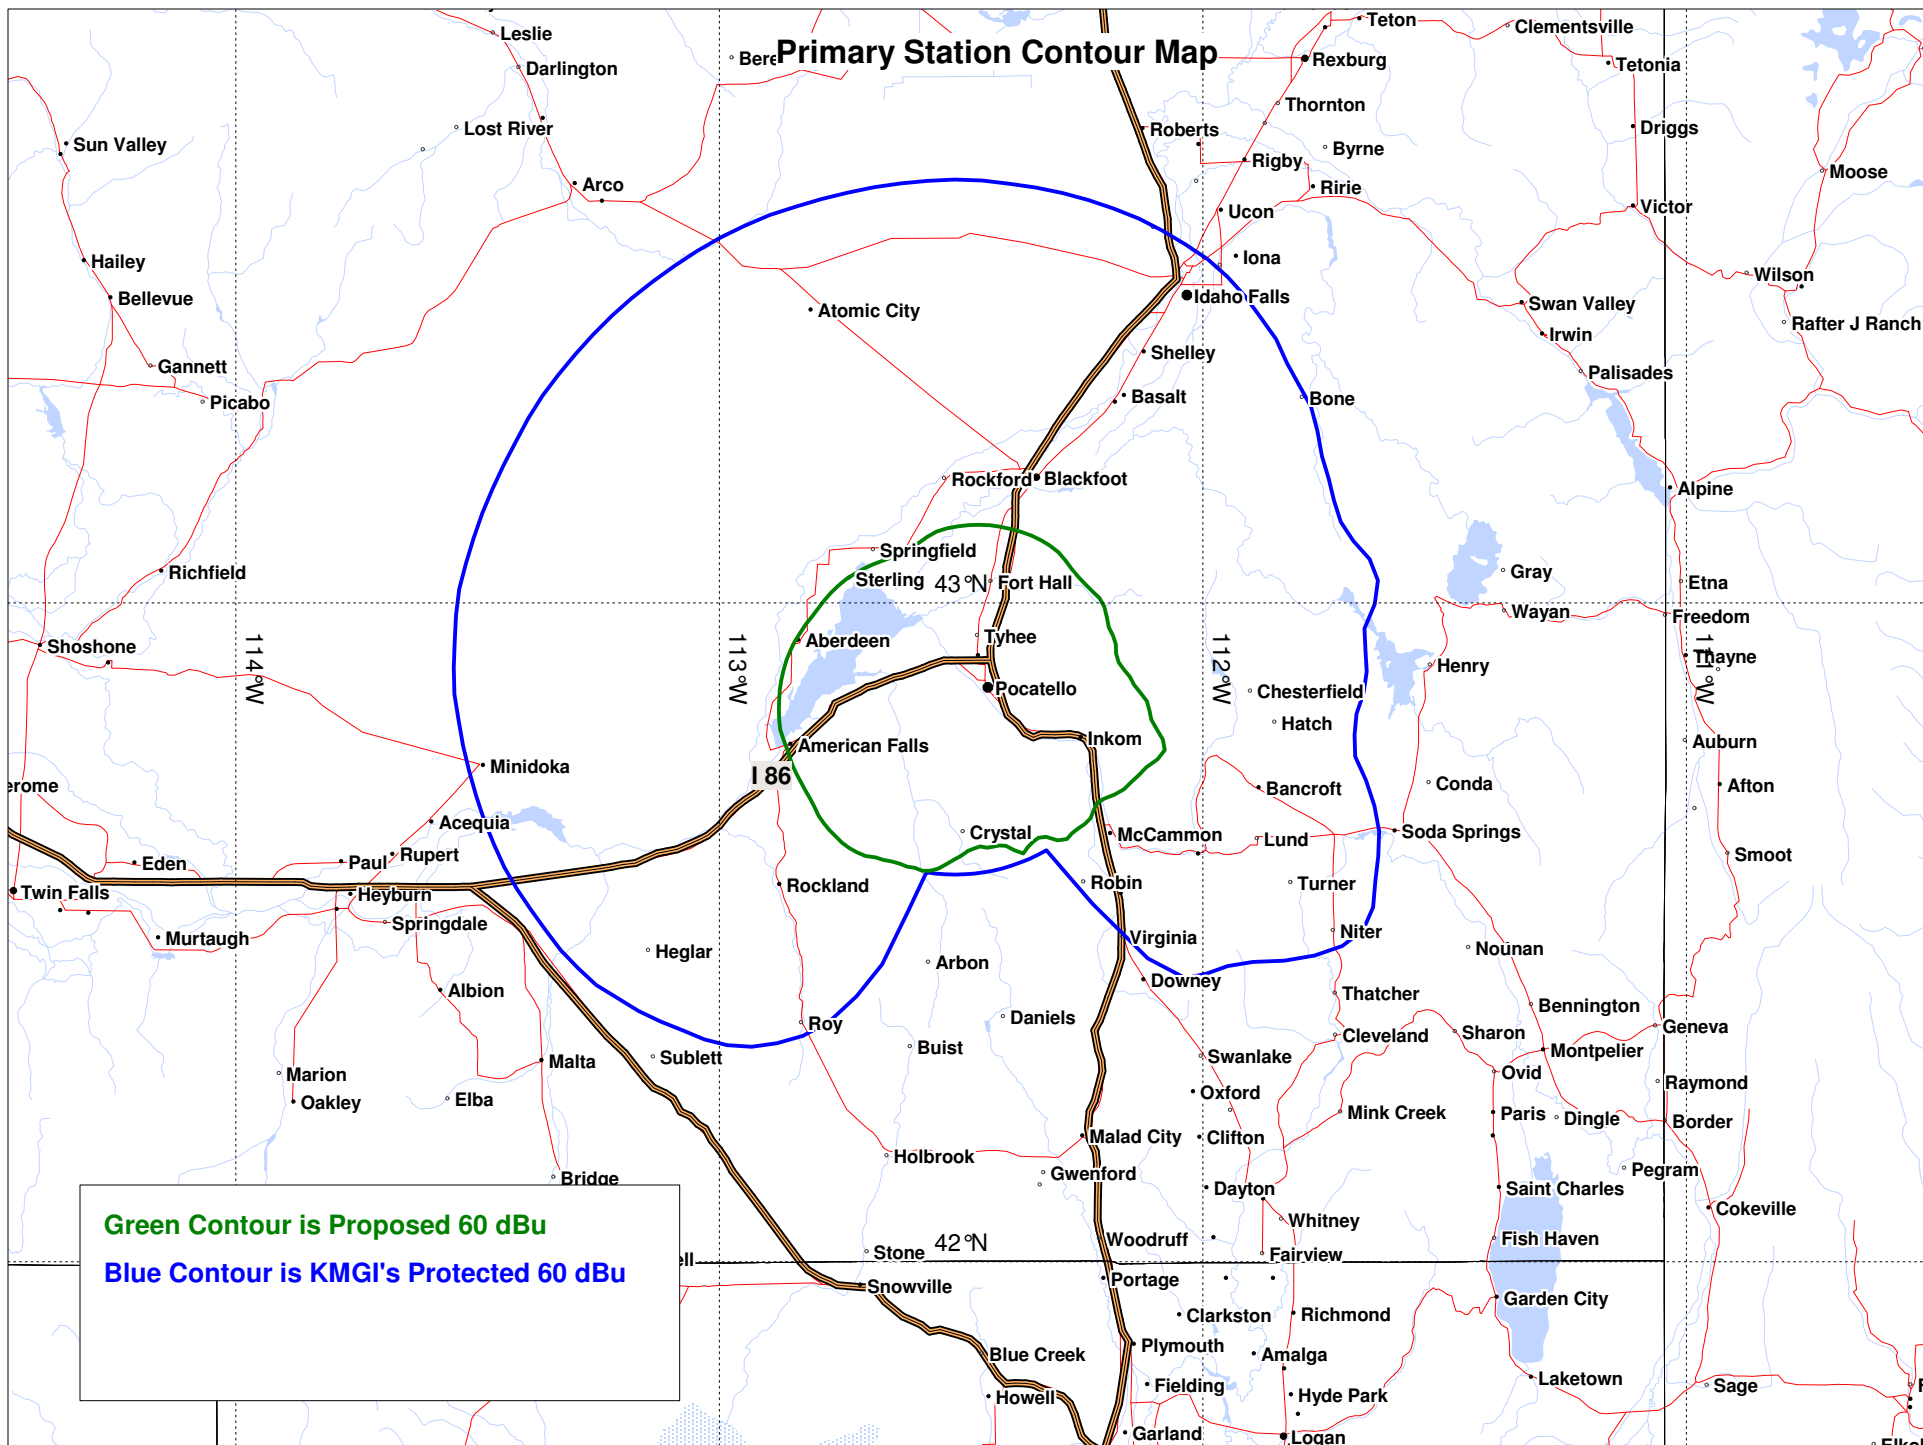 Primary Station Contour Map
Leslie
Teton
Clementsville
Darlington
Rexburg
Tetonia
Thornton
Lost River
Roberts
Driggs
Sun Valley
Byrne
Rigby
Moose
Arco
Ririe
Victor
Ucon
Hailey
Iona
Wilson
Bellevue
Idaho Falls
Swan Valley
Atomic City
Rafter J Ranch
Irwin
Shelley
Gannett
Palisades
Picabo
Basalt
Bone
Rockford
Blackfoot
Alpine
Springfield
Richfield
Sterling
43°N
Fort Hall
Gray
Etna
Wayan
Freedom
Shoshone
Aberdeen
Tyhee
114°W
113°W
112°W
Henry
Thayne
111°W
Pocatello
Chesterfield
Hatch
American Falls
Inkom
Auburn
Minidoka
I 86
erome
Bancroft
Conda
Afton
Acequia
Crystal
McCammon
Lund
Soda Springs
Eden
Paul
Rupert
Smoot
Twin Falls
Heyburn
Rockland
Robin
Turner
Springdale
Murtaugh
Virginia
Niter
Heglar
Nounan
Arbon
Albion
Downey
Thatcher
Bennington
Roy
Daniels
Geneva
Cleveland
Sharon
Buist
Malta
Sublett
Swanlake
Montpelier
Marion
Ovid
Raymond
Oakley
Elba
Oxford
Mink Creek
Paris
Dingle
Border
Malad City
Clifton
Holbrook
Gwenford
Pegram
Bridge
Dayton
Saint Charles
Cokeville
Whitney
Green Contour is Proposed 60 dBu
Woodruff
Fish Haven
Stone
42°N
Fairview
ell
Blue Contour is KMGI's Protected 60 dBu
Portage
Snowville
Garden City
Clarkston
Richmond
Plymouth
Blue Creek
Amalga
Laketown
Fielding
Sage
Howell
Hyde Park
Garland
Logan